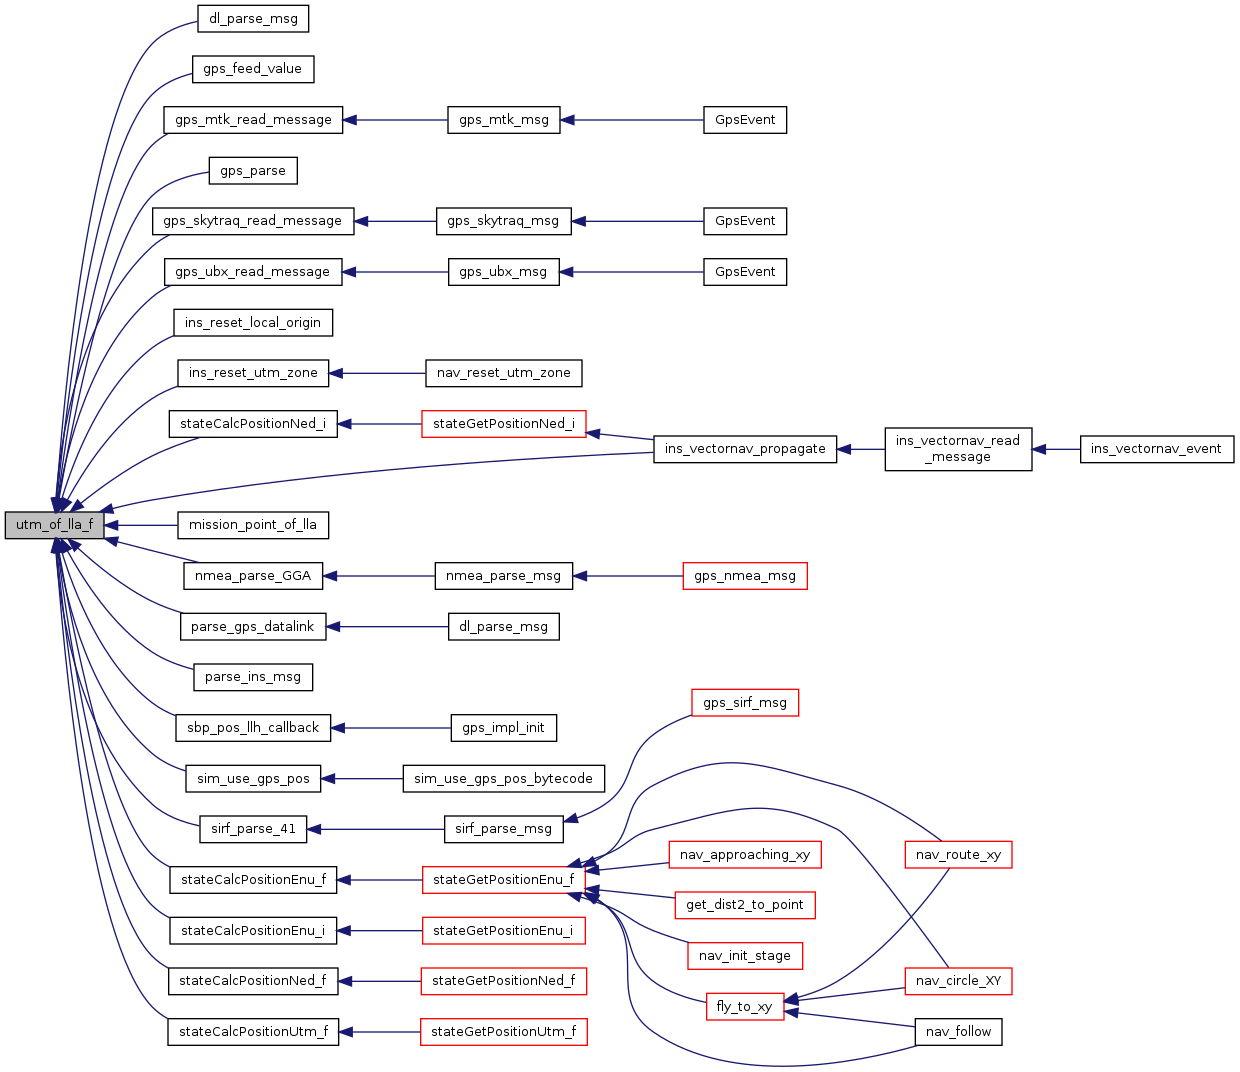 dl_parse_msg
gps_feed_value
gps_mtk_read_message
gps_mtk_msg
GpsEvent
gps_parse
gps_skytraq_read_message
gps_skytraq_msg
GpsEvent
gps_ubx_read_message
gps_ubx_msg
GpsEvent
ins_reset_local_origin
ins_reset_utm_zone
nav_reset_utm_zone
stateCalcPositionNed_i
stateGetPositionNed_i
ins_vectornav_propagate
ins_vectornav_read
_message
ins_vectornav_event
utm_of_lla_f
mission_point_of_lla
nmea_parse_GGA
nmea_parse_msg
gps_nmea_msg
parse_gps_datalink
dl_parse_msg
parse_ins_msg
sbp_pos_llh_callback
gps_impl_init
gps_sirf_msg
sim_use_gps_pos
sim_use_gps_pos_bytecode
sirf_parse_41
sirf_parse_msg
nav_approaching_xy
nav_route_xy
stateCalcPositionEnu_f
stateGetPositionEnu_f
get_dist2_to_point
stateCalcPositionEnu_i
stateGetPositionEnu_i
nav_init_stage
stateCalcPositionNed_f
stateGetPositionNed_f
fly_to_xy
nav_circle_XY
stateCalcPositionUtm_f
stateGetPositionUtm_f
nav_follow